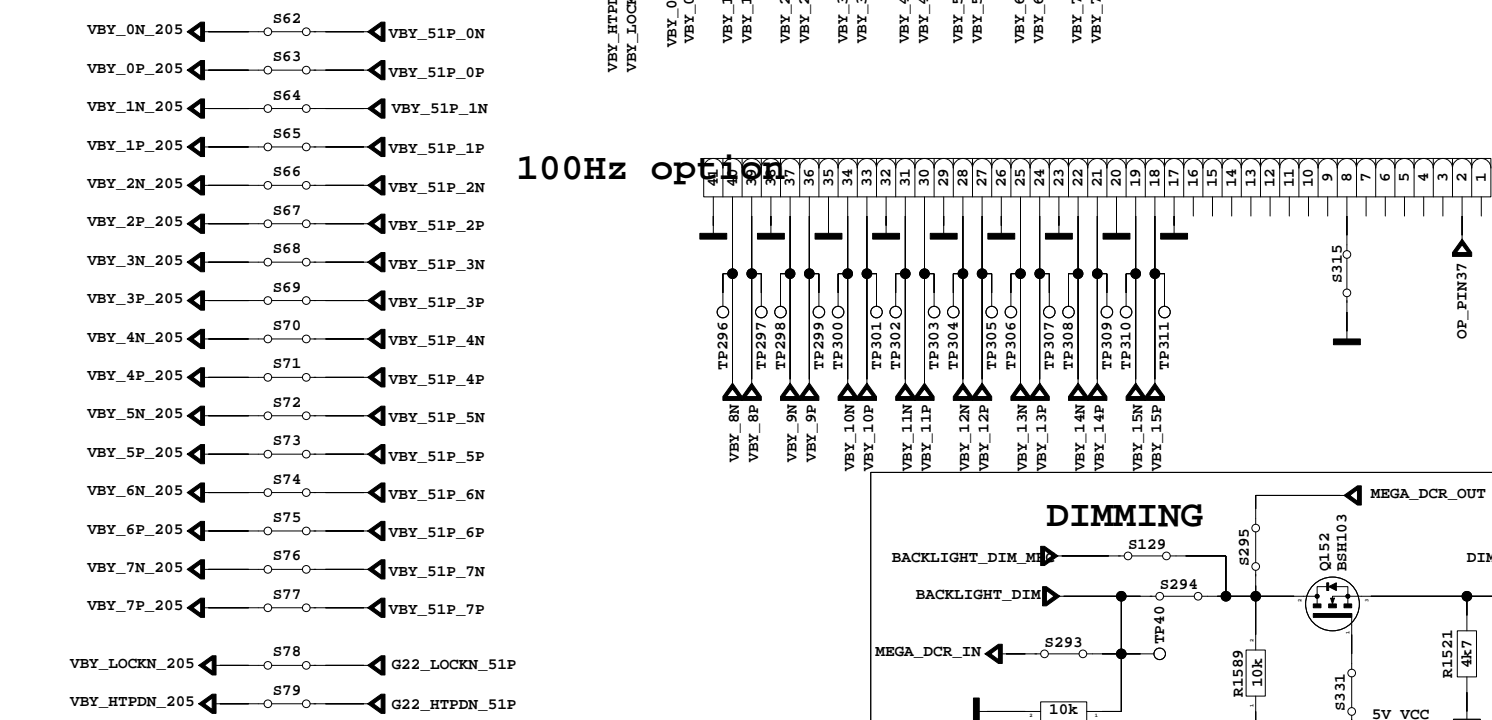 S62
VBY_0N_205 VBY_51P_0N
S63
VBY_0P_205 VBY_51P_0P
S64
VBY_1N_205 VBY_51P_1N
S65
VBY_1P_205 VBY_51P_1P
S66
VBY_2N_205 VBY_51P_2N
S67
VBY_2P_205 VBY_51P_2P
S68
VBY_3N_205 VBY_51P_3N
S69
VBY_3P_205 VBY_51P_3P
S70
VBY_4N_205 VBY_51P_4N
S71
VBY_4P_205 VBY_51P_4P
S72
VBY_5N_205 VBY_51P_5N
S73
VBY_5P_205 VBY_51P_5P
S74
VBY_6N_205 VBY_51P_6N
S75
VBY_6P_205 VBY_51P_6P
S76
VBY_7N_205 VBY_51P_7N
S77
VBY_7P_205 VBY_51P_7P
S78
VBY_LOCKN_205 G22_LOCKN_51P
S79
VBY_HTPDN_205 G22_HTPDN_51P
100Hz option
41 40 39 38 37 36 35 34 33 32 31 30 29 28 27 26 25 24 23 22 21 20 19 18 17 16 15 14 13 12 11 10 9 8 7 6 5 4 3 2 1
S315
OP_PIN37
TP296 TP297 TP298 TP299 TP300 TP301 TP302 TP303 TP304 TP305 TP306 TP307 TP308 TP309 TP310 TP311
VBY_8N VBY_8P VBY_9N VBY_9P VBY_10N VBY_10P VBY_11N VBY_11P VBY_12N VBY_12P VBY_13N VBY_13P VBY_14N VBY_14P VBY_15N VBY_15P
DIMMING
MEGA_DCR_OUT
S295
Q152
BSH103
S129
S294
BACKLIGHT_DIM
TP40
S293
MEGA_DCR_IN
R1589
10k
R1521
4k7
S331
10k
5V_VCC